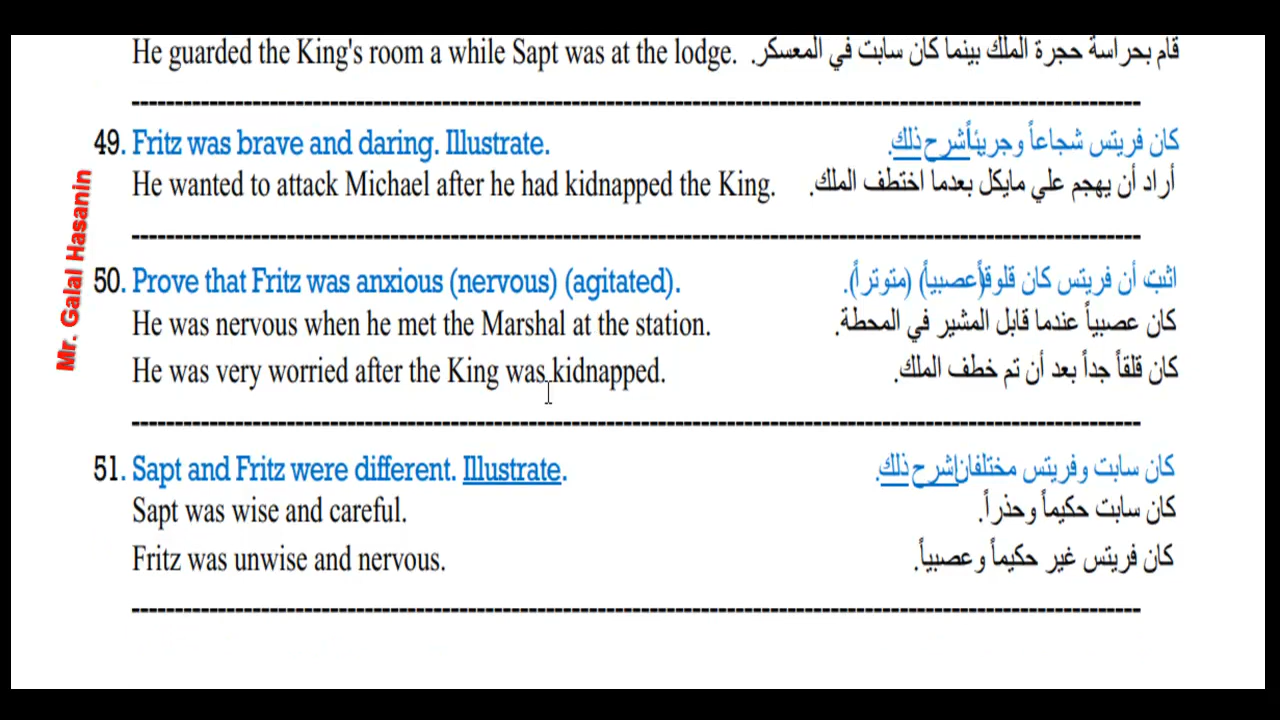 He guarded the King's room a while Sapt was at the lodge. قام بحراسة حجرة الملك بينما كان سابت في المعسكر.
49. Fritz was brave and daring. Illustrate. كان فريتس شجاعاً وجريئاً اشرح ذلك.
He wanted to attack Michael after he had kidnapped the King. أراد أن يهجم علي مايكل بعدما اختطف الملك.
50. Prove that Fritz was anxious (nervous) (agitated). اثبت أن فريتس كان قلوقاً (عصبياً) (متوتراً).
He was nervous when he met the Marshal at the station. كان عصبياً عندما قابل المشير في المحطة.
He was very worried after the King was kidnapped. كان قلقاً جداً بعد أن تم خطف الملك.
51. Sapt and Fritz were different. Illustrate. كان سابت وفريتس مختلفان اشرح ذلك.
Sapt was wise and careful. كان سابت حكيماً وحذراً.
Fritz was unwise and nervous. كان فريتس غير حكيماً وعصبياً.
Mr. Galal Hasanin